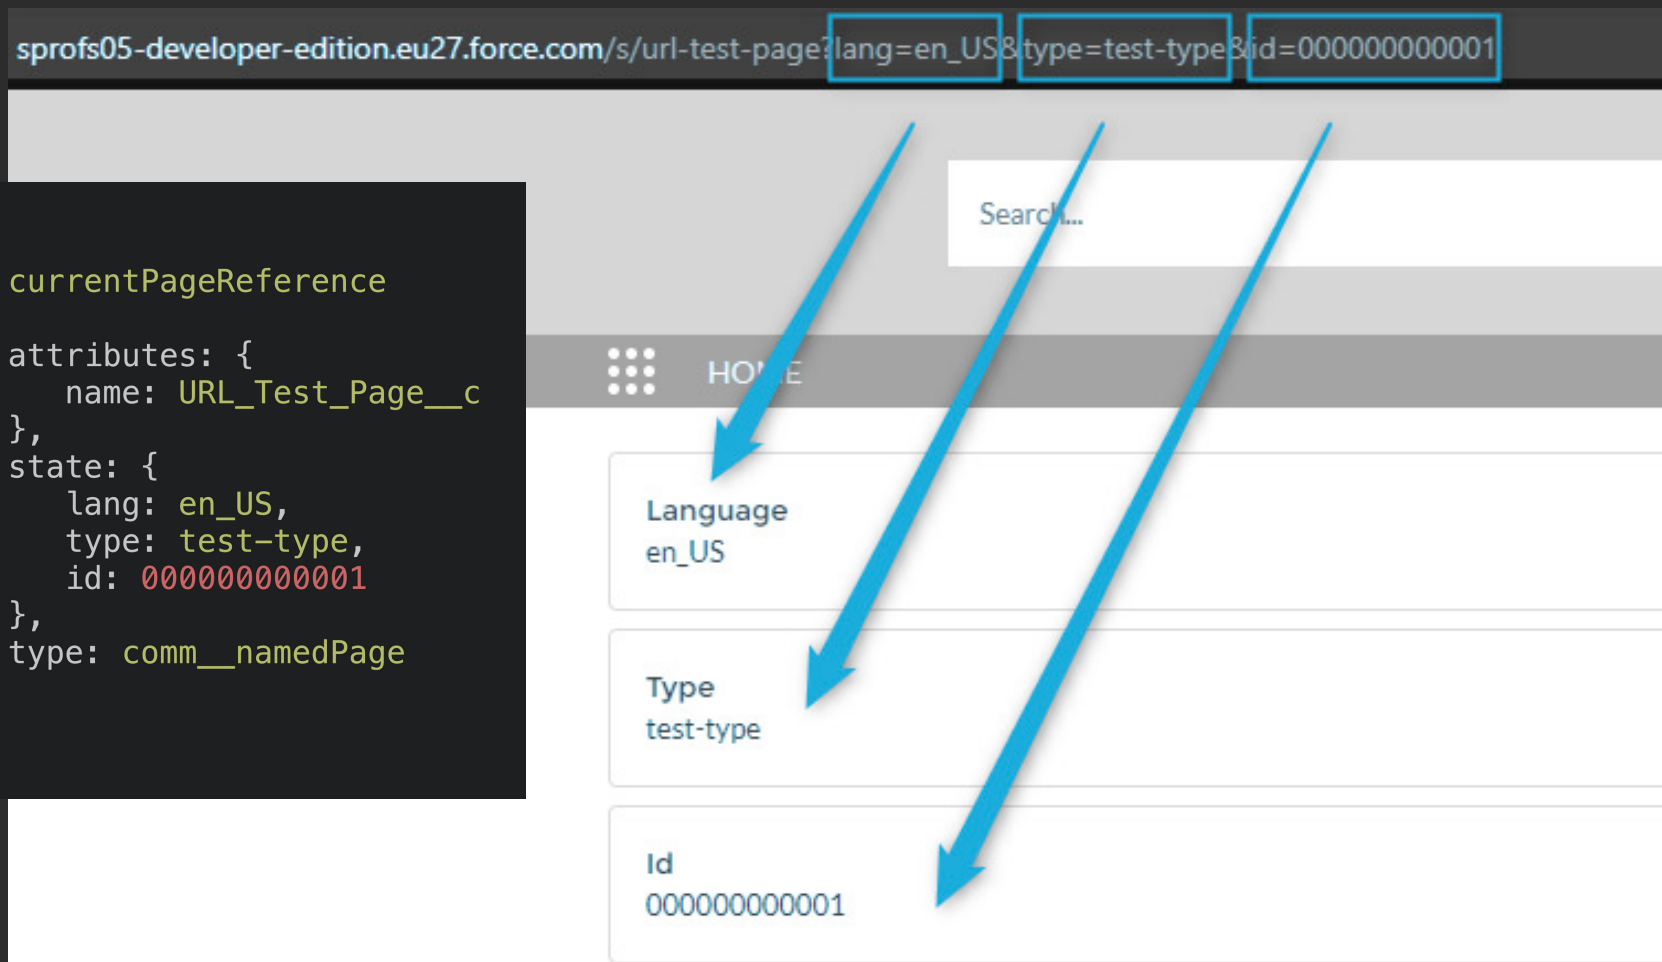 sprofs05-developer-edition.eu27.force.com/s/url-test-page?lang=en_US&type=test-type&id=000000000001
Search...
currentPageReference
attributes: {
name: URL_Test_Page__c
},
state: {
lang: en_US,
type: test-type,
id: 000000000001
},
type: comm__namedPage
HOME
Language
en_US
Type
test-type
Id
000000000001